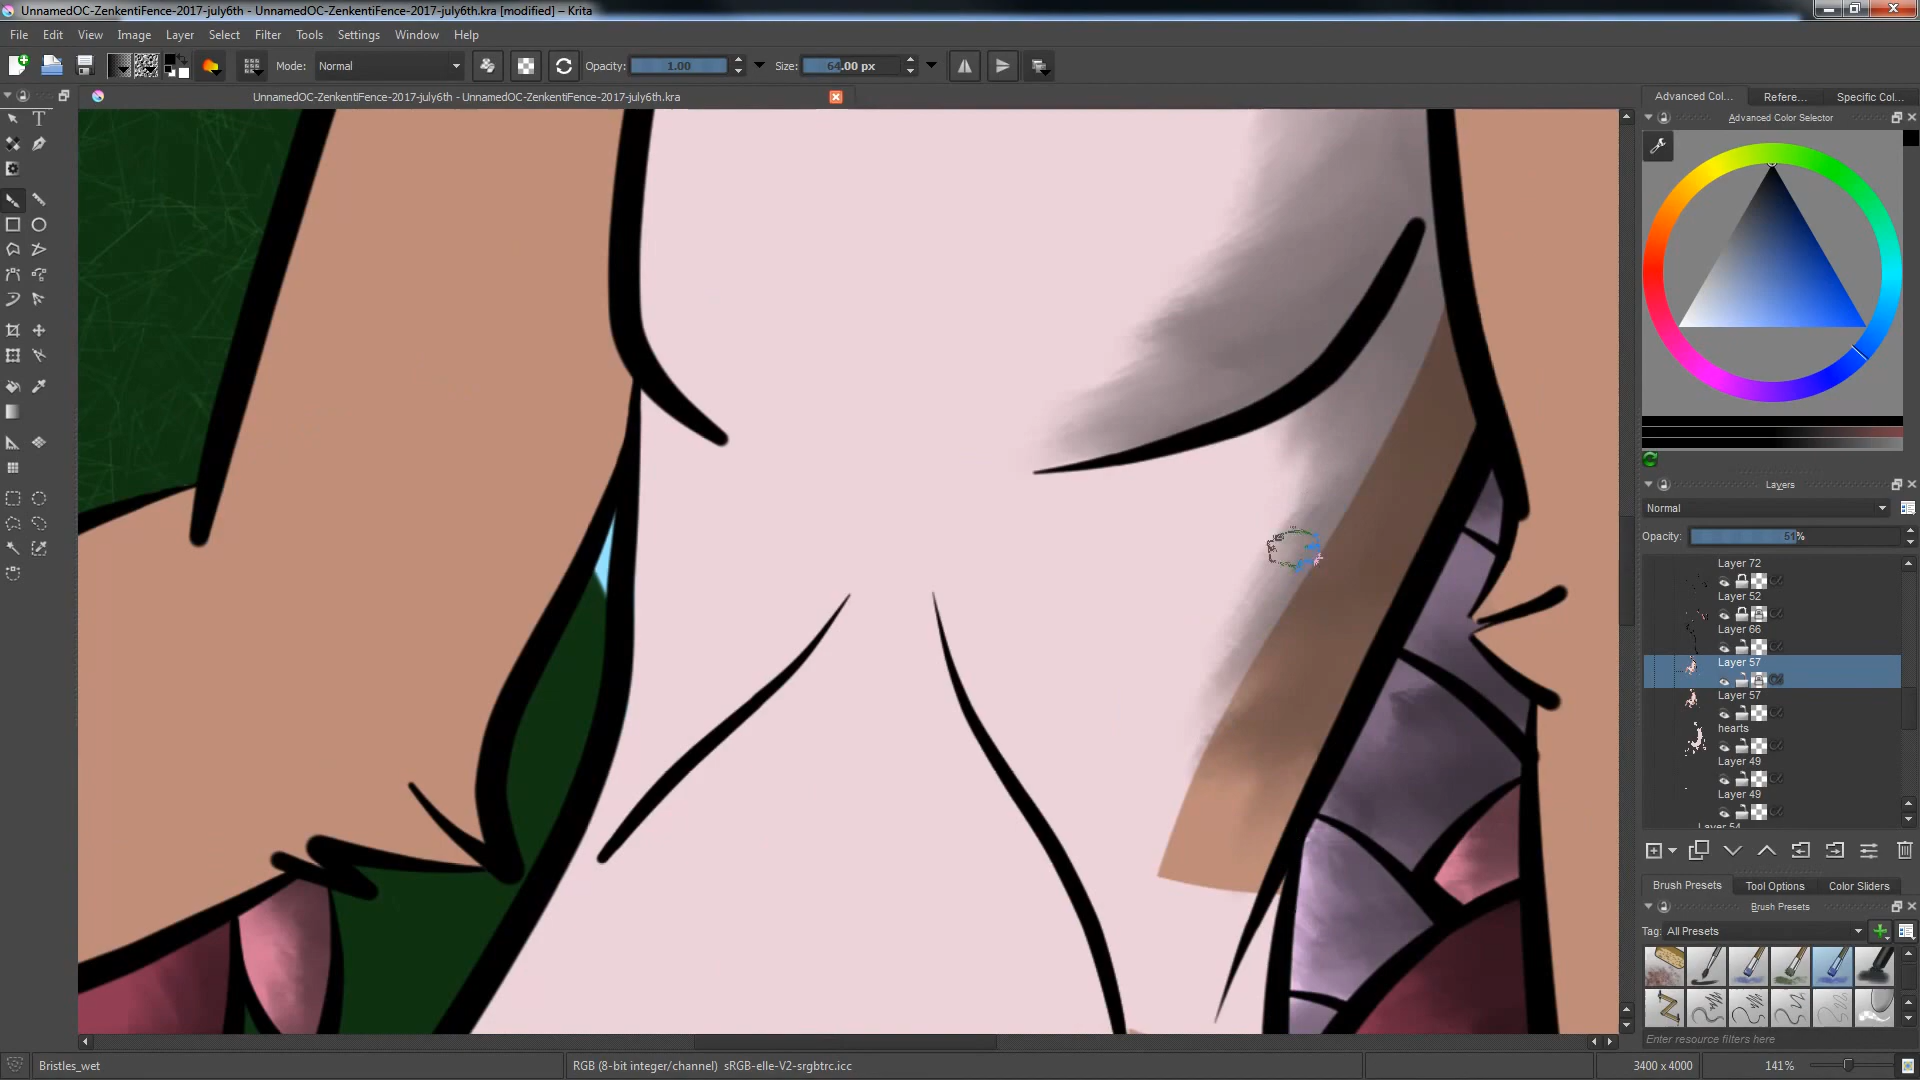 UnnamedOC-ZenkentiFence-2017-july6th - UnnamedOC-ZenkentiFence-2017-july6th.kra [modified] – Krita
File Edit View Image Layer Select Filter Tools Settings Window Help
Mode: Normal Opacity: 1.00 Size: 64.00 px
UnnamedOC-ZenkentiFence-2017-july6th - UnnamedOC-ZenkentiFence-2017-july6th.kra
Advanced Col... Refere... Specific Col...
Advanced Color Selector
Layers
Normal
Opacity: 51%
Layer 72
Layer 52
Layer 66
Layer 57
Layer 57
hearts
Layer 49
Layer 49
Layer 54
Brush Presets Tool Options Color Sliders
Brush Presets
Tag: All Presets
Enter resource filters here
Bristles_wet RGB (8-bit integer/channel) sRGB-elle-V2-srgbtrc.icc 3400 x 4000 141%